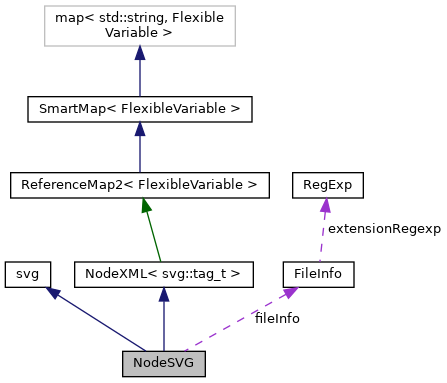 map< std::string, Flexible
Variable >
SmartMap< FlexibleVariable >
ReferenceMap2< FlexibleVariable >
RegExp
extensionRegexp
svg
NodeXML< svg::tag_t >
FileInfo
fileInfo
NodeSVG